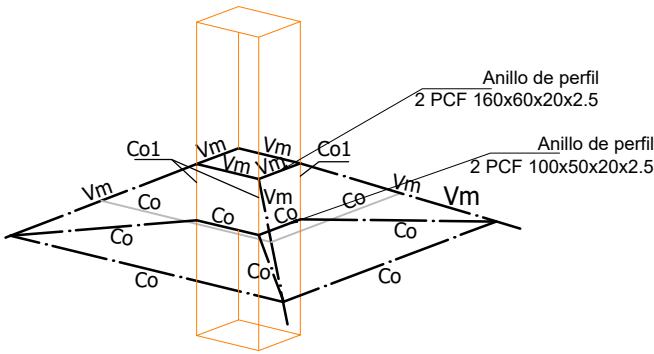 Anillo de perfil
2 PCF 160x60x20x2.5
Co1
Vm
Vm
Co1
Anillo de perfil
2 PCF 100x50x20x2.5
Vm
Vm
Vm
Vm
Vm
Vm
Co
Co
Co
Co
Co
Co
Co
Co